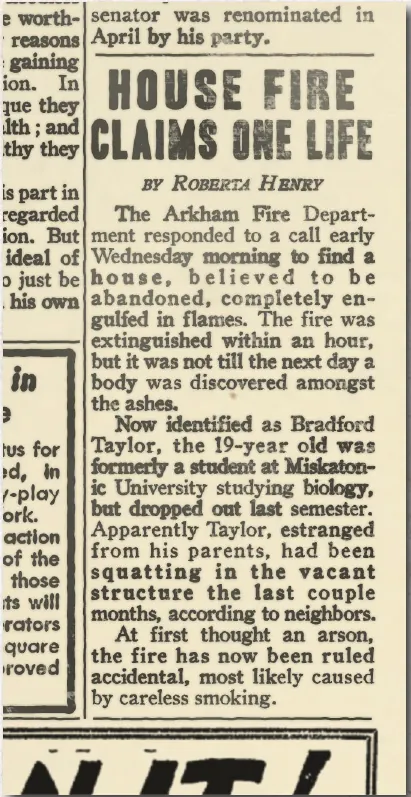 worth-
reasons
gaining
ion. In
que they
lth ; and
thy they
is part in
regarded
ion. But
ideal of
o just be
his own
in
e
tus for
ed, in
y-play
ork.
action
of the
those
ts will
rators
quare
proved
senator was renominated in
April by his party.
HOUSE FIRE
CLAIMS ONE LIFE
BY ROBERTA HENRY
The Arkham Fire Depart-
ment responded to a call early
Wednesday morning to find a
house, believed to be
abandoned, completely en-
gulfed in flames. The fire was
extinguished within an hour,
but it was not till the next day a
body was discovered amongst
the ashes.
Now identified as Bradford
Taylor, the 19-year old was
formerly a student at Miskaton-
ic University studying biology,
but dropped out last semester.
Apparently Taylor, estranged
from his parents, had been
squatting in the vacant
structure the last couple
months, according to neighbors.
At first thought an arson,
the fire has now been ruled
accidental, most likely caused
by careless smoking.